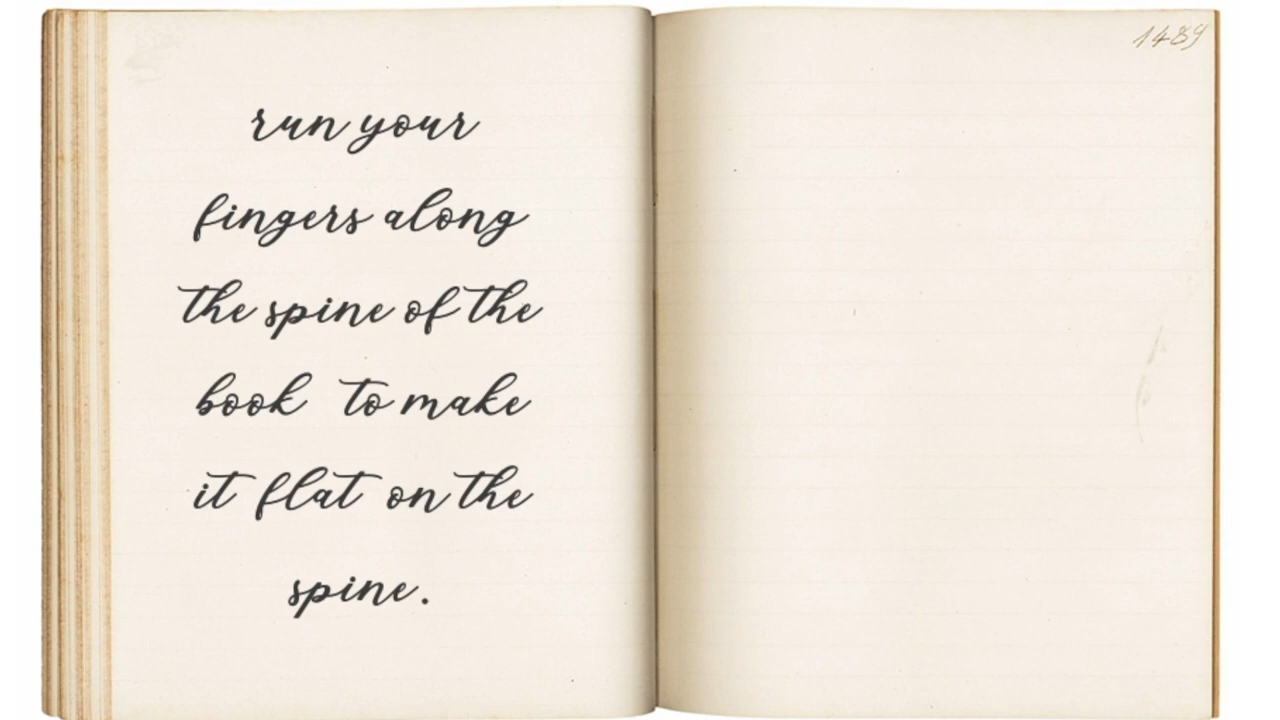 run your
fingers along
the spine of the
book to make
it flat on the
spine.
1489